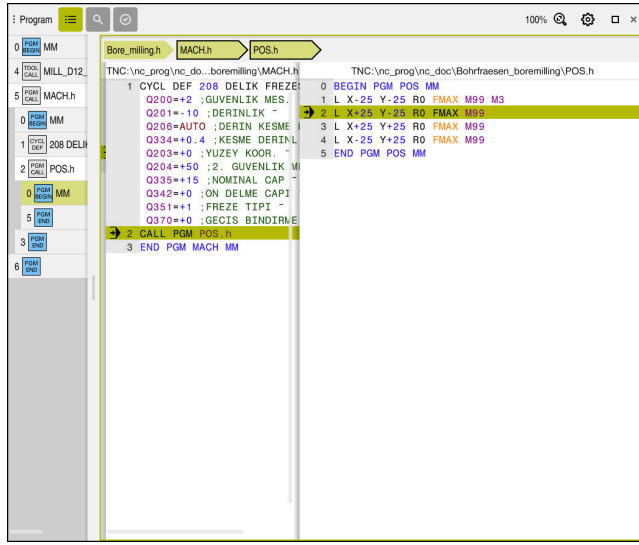 Program
100%
Bore_milling.h MACH.h POS.h
0 PGM BEGIN MM
4 TOOL CALL MILL_D12_
5 PGM CALL MACH.h
0 PGM BEGIN MM
1 CYCL DEF 208 DELIK
2 PGM CALL POS.h
0 PGM BEGIN MM
5 PGM END
3 PGM END
6 PGM END
TNC:\nc_prog\nc_do...boremilling\MACH.h
1 CYCL DEF 208 DELIK FREZE
Q200=+2 ;GUVENLIK MES.
Q201=-10 ;DERINLIK ~
Q206=AUTO ;DERIN KESME
Q334=+0.4 ;KESME DERINL
Q203=+0 ;YUZEY KOOR. ~
Q204=+50 ;2. GUVENLIK M
Q335=+15 ;NOMINAL CAP ~
Q342=+0 ;ON DELME CAPI
Q351=+1 ;FREZE TIPI ~
Q370=+0 ;GECIS BINDIRME
2 CALL PGM POS.h
3 END PGM MACH MM
TNC:\nc_prog\nc_doc\Bohrfraesen_boremilling\POS.h
0 BEGIN PGM POS MM
1 L X-25 Y-25 R0 FMAX M99 M3
2 L X+25 Y-25 R0 FMAX M99
3 L X+25 Y+25 R0 FMAX M99
4 L X-25 Y+25 R0 FMAX M99
5 END PGM POS MM